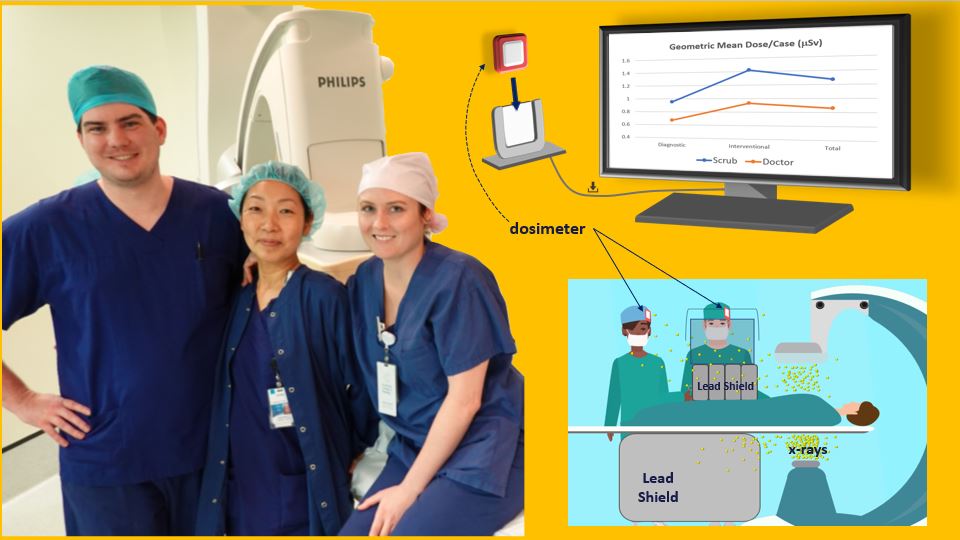 PHILIPS
Geometric Mean Dose/Case (µSv)
1.6
1.4
1.2
1
0.8
0.6
0.4
Diagnostic Interventional Total
Scrub Doctor
dosimeter
Lead Shield
x-rays
Lead
Shield